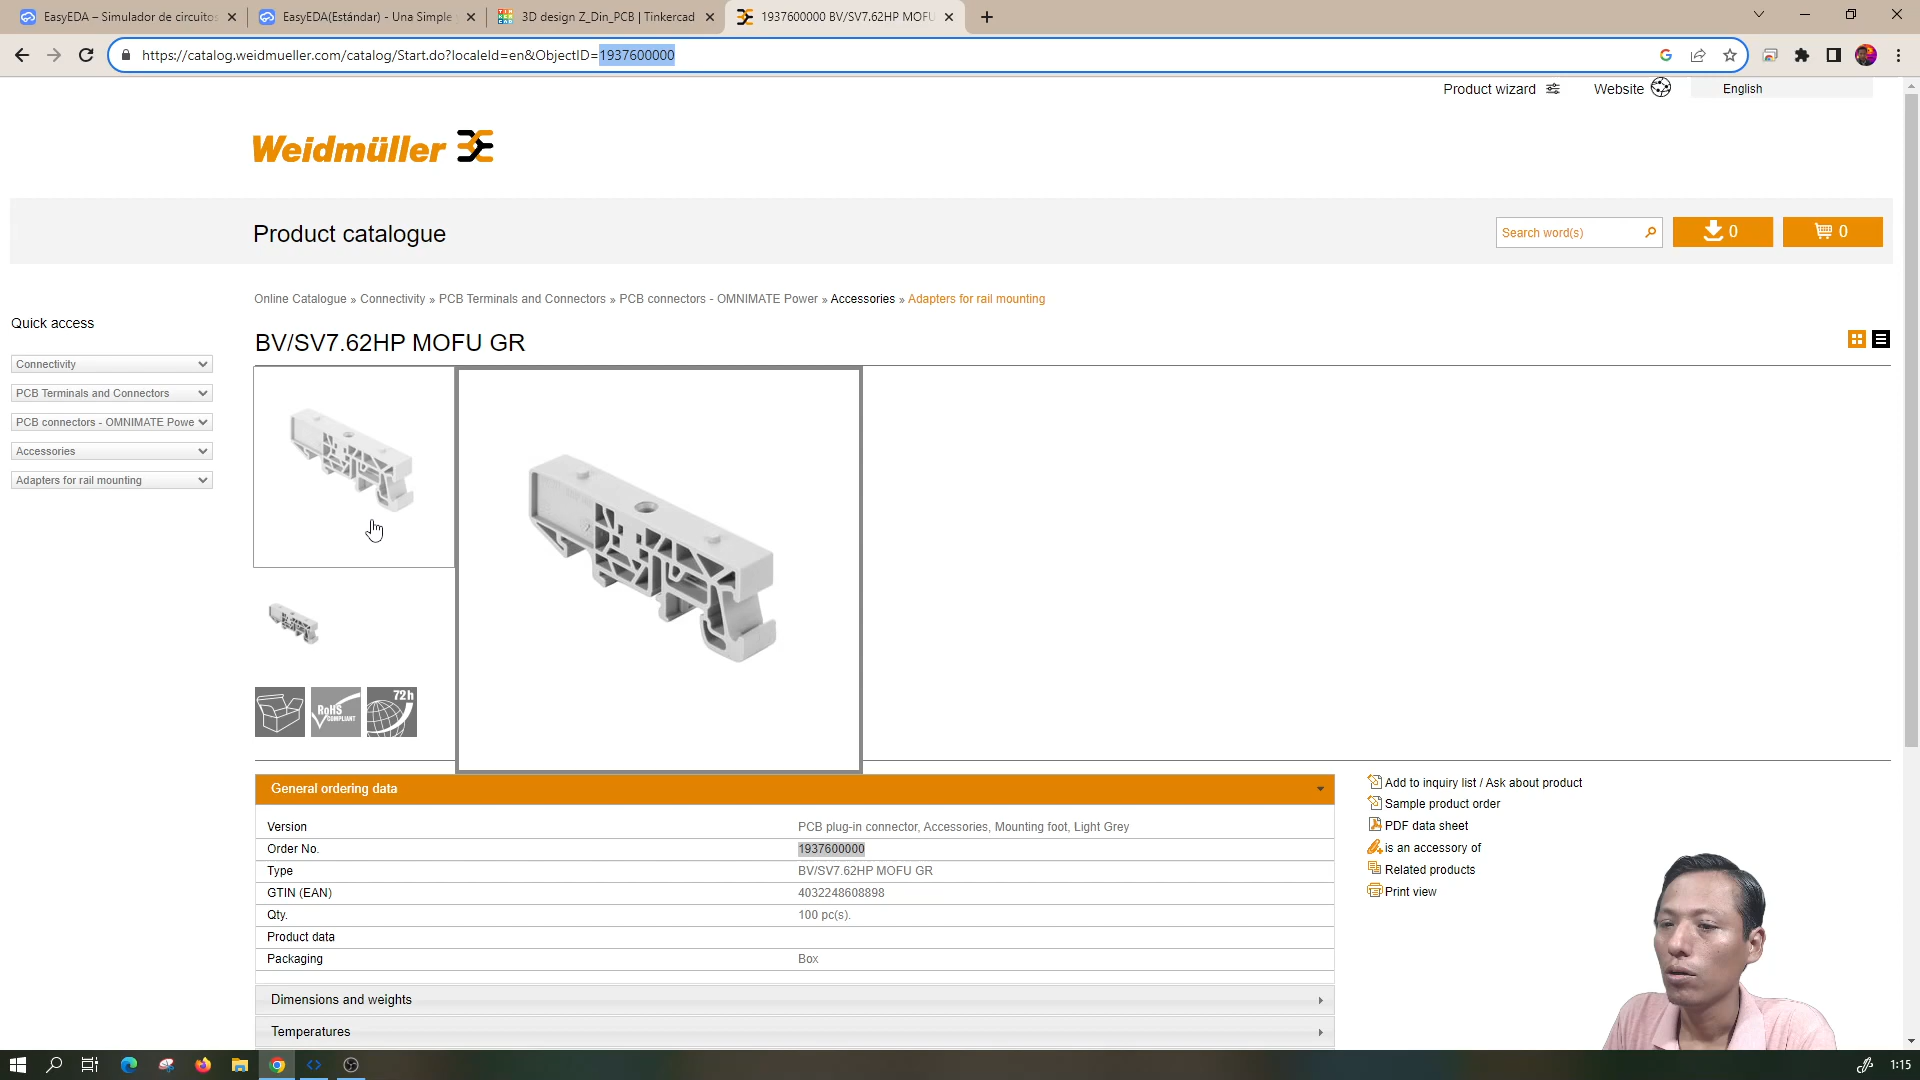 EasyEDA – Simulador de circuitos
EasyEDA(Estándar) - Una Simple
3D design Z_Din_PCB | Tinkercad
1937600000 BV/SV7.62HP MOFU
https://catalog.weidmueller.com/catalog/Start.do?localeId=en&ObjectID=1937600000
Product wizard
Website
English
Weidmüller
Product catalogue
Search word(s)
0
0
Online Catalogue » Connectivity » PCB Terminals and Connectors » PCB connectors - OMNIMATE Power » Accessories » Adapters for rail mounting
Quick access
BV/SV7.62HP MOFU GR
Connectivity
PCB Terminals and Connectors
PCB connectors - OMNIMATE Powe
Accessories
Adapters for rail mounting
RoHS
COMPLIANT
72h
General ordering data
Version PCB plug-in connector, Accessories, Mounting foot, Light Grey
Order No. 1937600000
Type BV/SV7.62HP MOFU GR
GTIN (EAN) 4032248608898
Qty. 100 pc(s).
Product data
Packaging Box
Dimensions and weights
Temperatures
Add to inquiry list / Ask about product
Sample product order
PDF data sheet
is an accessory of
Related products
Print view
1:15